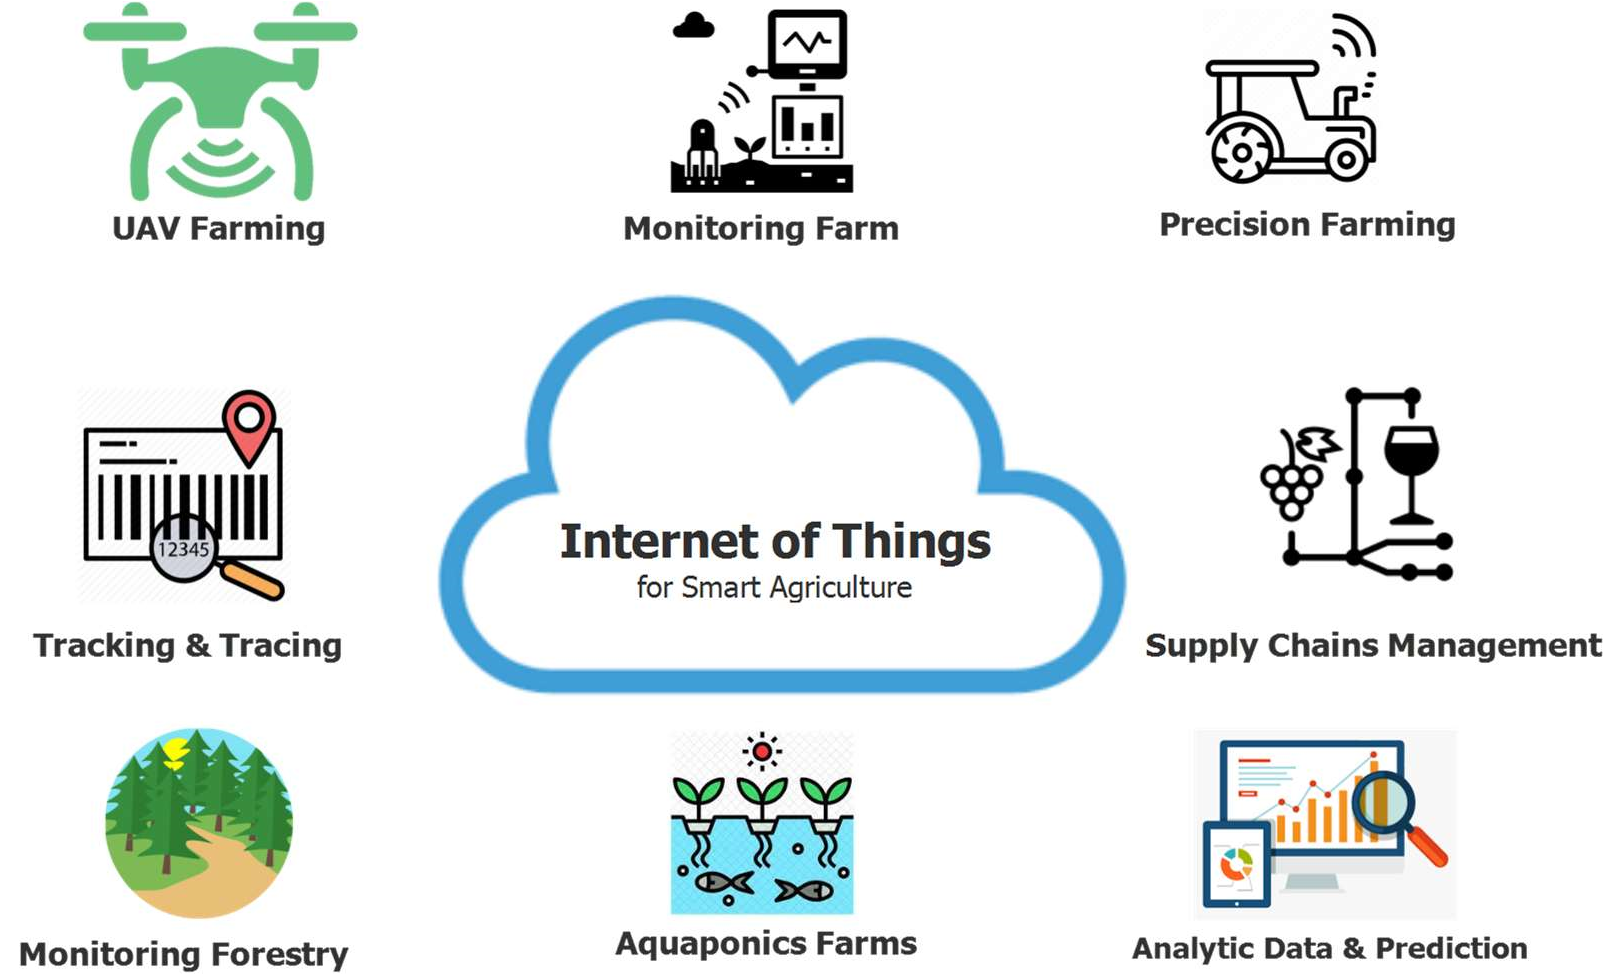 UAV Farming
Monitoring Farm
Precision Farming
12345
Tracking & Tracing
Internet of Things
for Smart Agriculture
Supply Chains Management
Monitoring Forestry
Aquaponics Farms
Analytic Data & Prediction